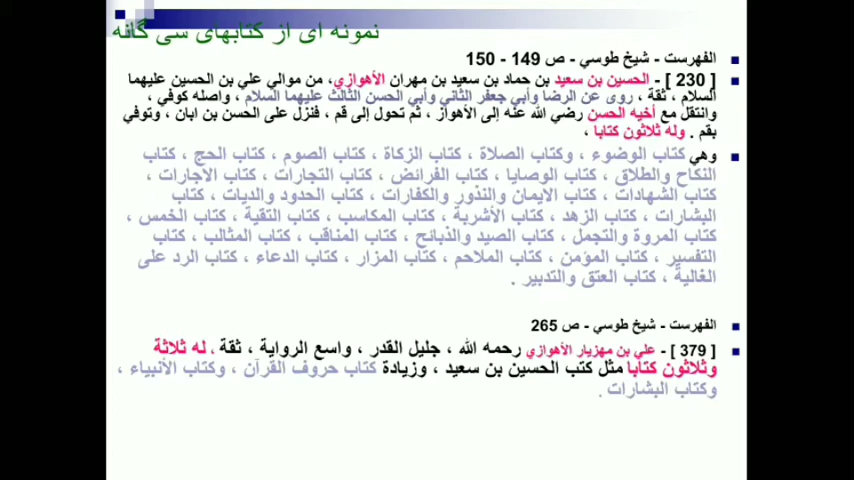 نمونه ای از کتابهای سی گانه
الفهرست - شيخ طوسي - ص 149 - 150
[ 230 ] - الحسين بن سعيد بن حماد بن سعيد بن مهران الأهوازي، من موالي علي بن الحسين عليهما
السلام ، ثقة ، روى عن الرضا وأبي جعفر الثاني وأبي الحسن الثالث عليهما السلام ، واصله كوفي ،
وانتقل مع أخيه الحسن رضي الله عنه إلى الأهواز ، ثم تحول إلى قم ، فنزل على الحسن بن ابان ، وتوفي
بقم . وله ثلاثون كتابا ،
وهي كتاب الوضوء ، وكتاب الصلاة ، كتاب الزكاة ، كتاب الصوم ، كتاب الحج ، كتاب
النكاح والطلاق ، كتاب الوصايا ، كتاب الفرائض ، كتاب التجارات ، كتاب الأجارات ،
كتاب الشهادات ، كتاب الايمان والنذور والكفارات ، كتاب الحدود والديات ، كتاب
البشارات ، كتاب الزهد ، كتاب الأشربة ، كتاب المكاسب ، كتاب التقية ، كتاب الخمس ،
كتاب المروة والتجمل ، كتاب الصيد والذبائح ، كتاب المناقب ، كتاب المثالب ، كتاب
التفسير ، كتاب المؤمن ، كتاب الملاحم ، كتاب المزار ، كتاب الدعاء ، كتاب الرد على
الغالية ، كتاب العتق والتدبير .
الفهرست - شيخ طوسي - ص 265
[ 379 ] - علي بن مهزيار الأهوازي رحمه الله ، جليل القدر ، واسع الرواية ، ثقة ، له ثلاثة
وثلاثون كتابا مثل كتب الحسين بن سعيد ، وزيادة كتاب حروف القرآن ، وكتاب الأنبياء ،
وكتاب البشارات .